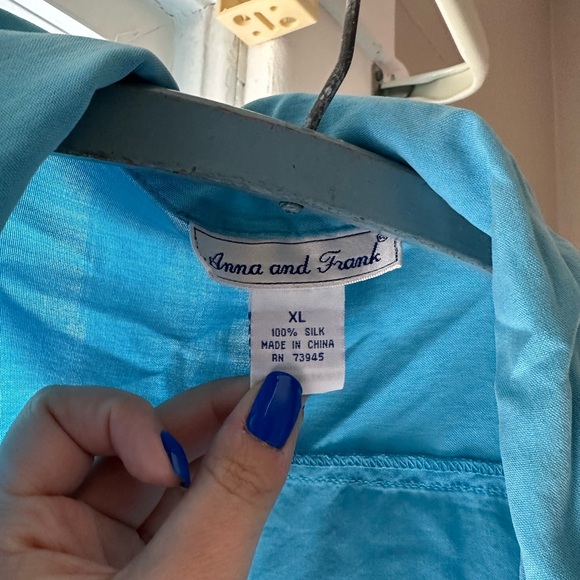 Anna and Frank®
XL
100% SILK
MADE IN CHINA
RN 73945